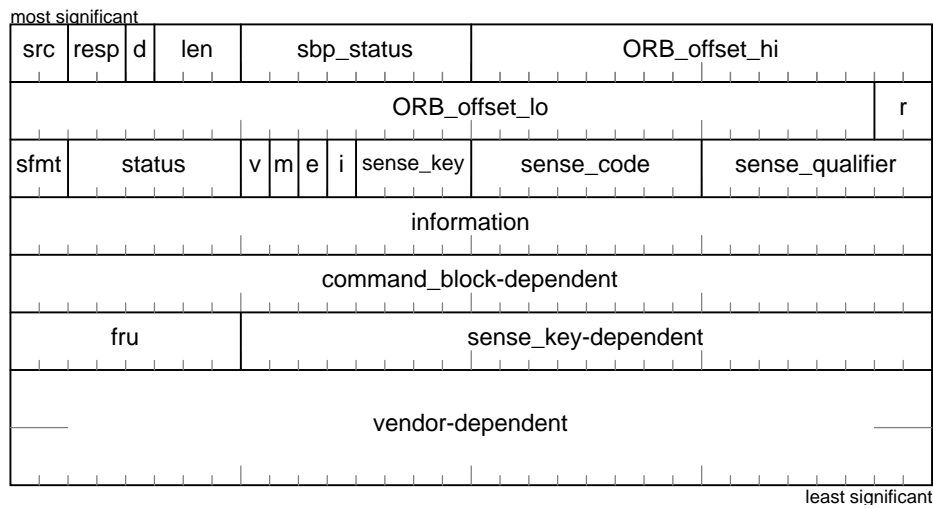 most significant
src resp d len sbp_status ORB_offset_hi
ORB_offset_lo r
sfmt status v m e i sense_key sense_code sense_qualifier
information
command_block-dependent
fru sense_key-dependent
vendor-dependent
least significant